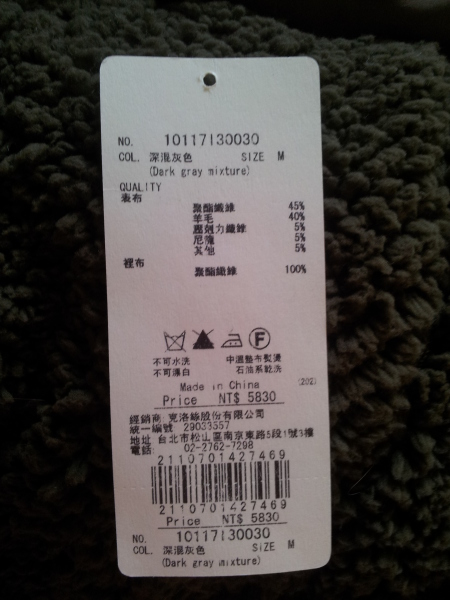 NO. 10117130030
COL. 深混灰色 SIZE M
(Dark gray mixture)
QUALITY
表布
聚酯纖維 45%
羊毛 40%
壓剋力纖維 5%
尼龍 5%
其他 5%
裡布
聚酯纖維 100%
F
不可水洗 中溫墊布熨燙
不可漂白 石油系乾洗
Made in China (202)
Price NT$ 5830
經銷商 克洛絲股份有限公司
統一編號 29033557
地址 台北市松山區南京東路5段1號3樓
電話 02-2762-7298
2110701427469
2110701427469
Price NT$ 5830
NO. 10117130030
COL. 深混灰色 SIZE M
(Dark gray mixture)